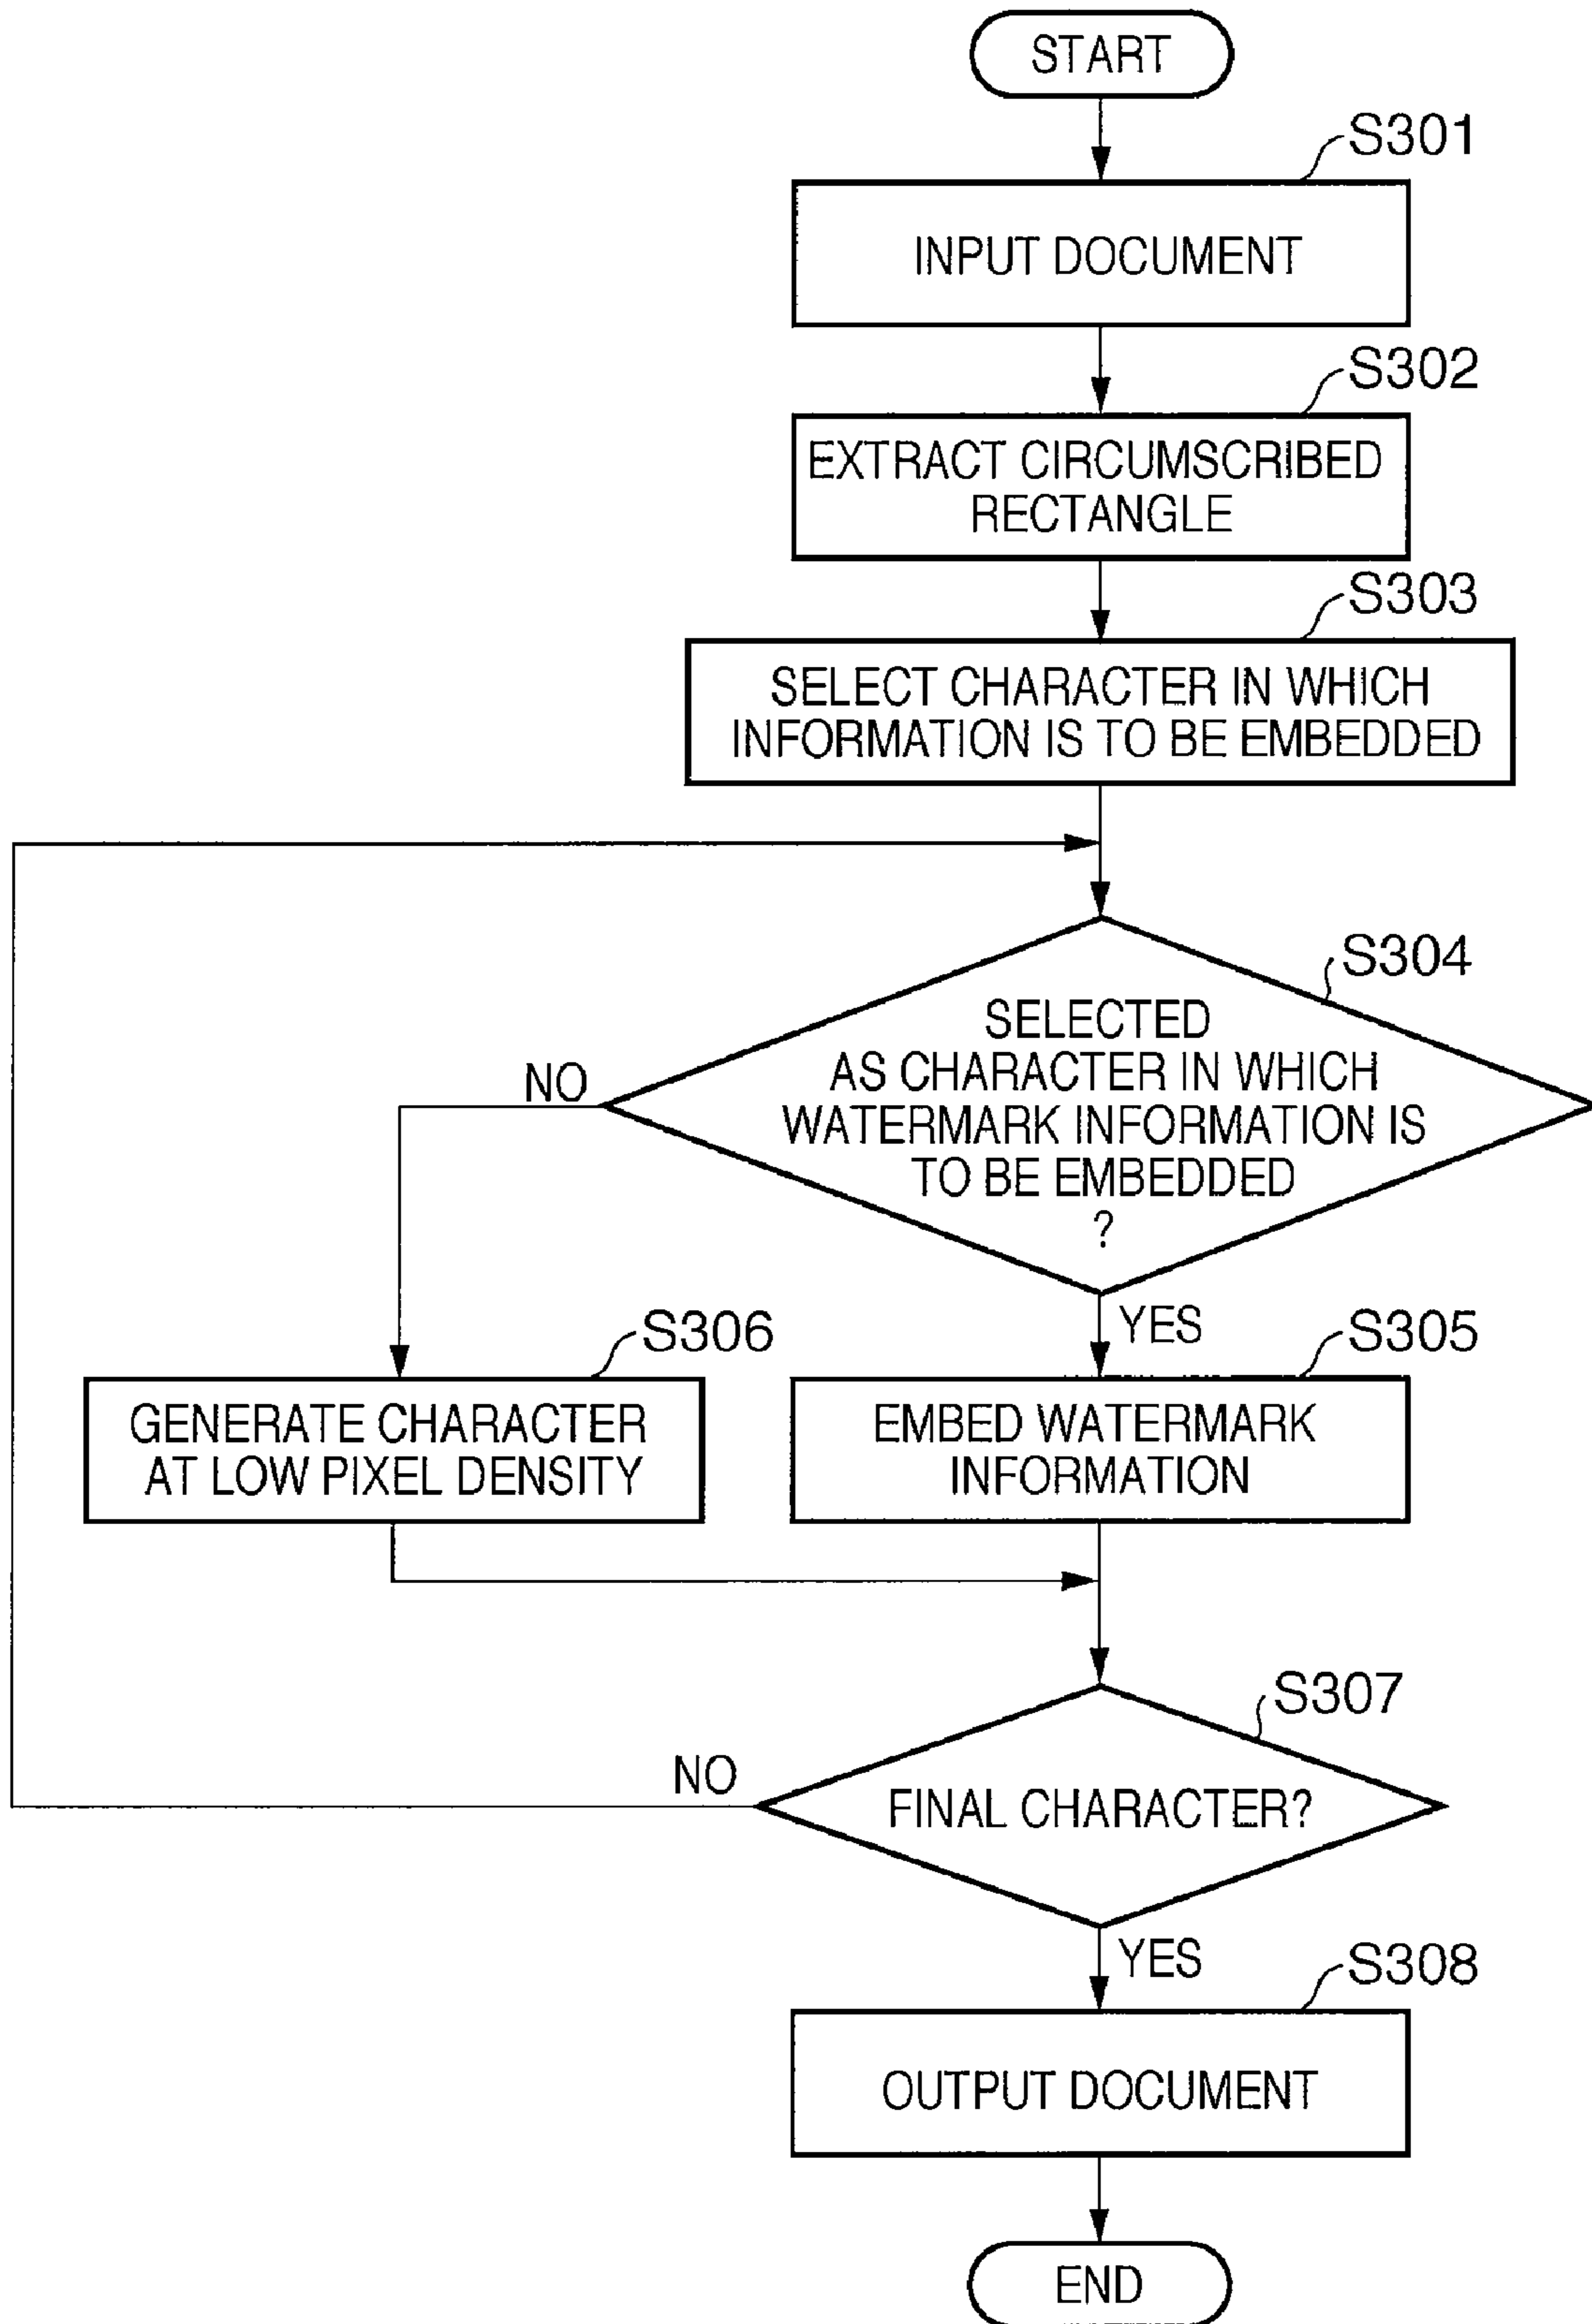 START
S301
INPUT DOCUMENT
S302
EXTRACT CIRCUMSCRIBED
RECTANGLE
S303
SELECT CHARACTER IN WHICH
INFORMATION IS TO BE EMBEDDED
S304
SELECTED
AS CHARACTER IN WHICH
WATERMARK INFORMATION IS
TO BE EMBEDDED
?
NO
YES
S306
GENERATE CHARACTER
AT LOW PIXEL DENSITY
S305
EMBED WATERMARK
INFORMATION
S307
FINAL CHARACTER?
NO
YES
S308
OUTPUT DOCUMENT
END